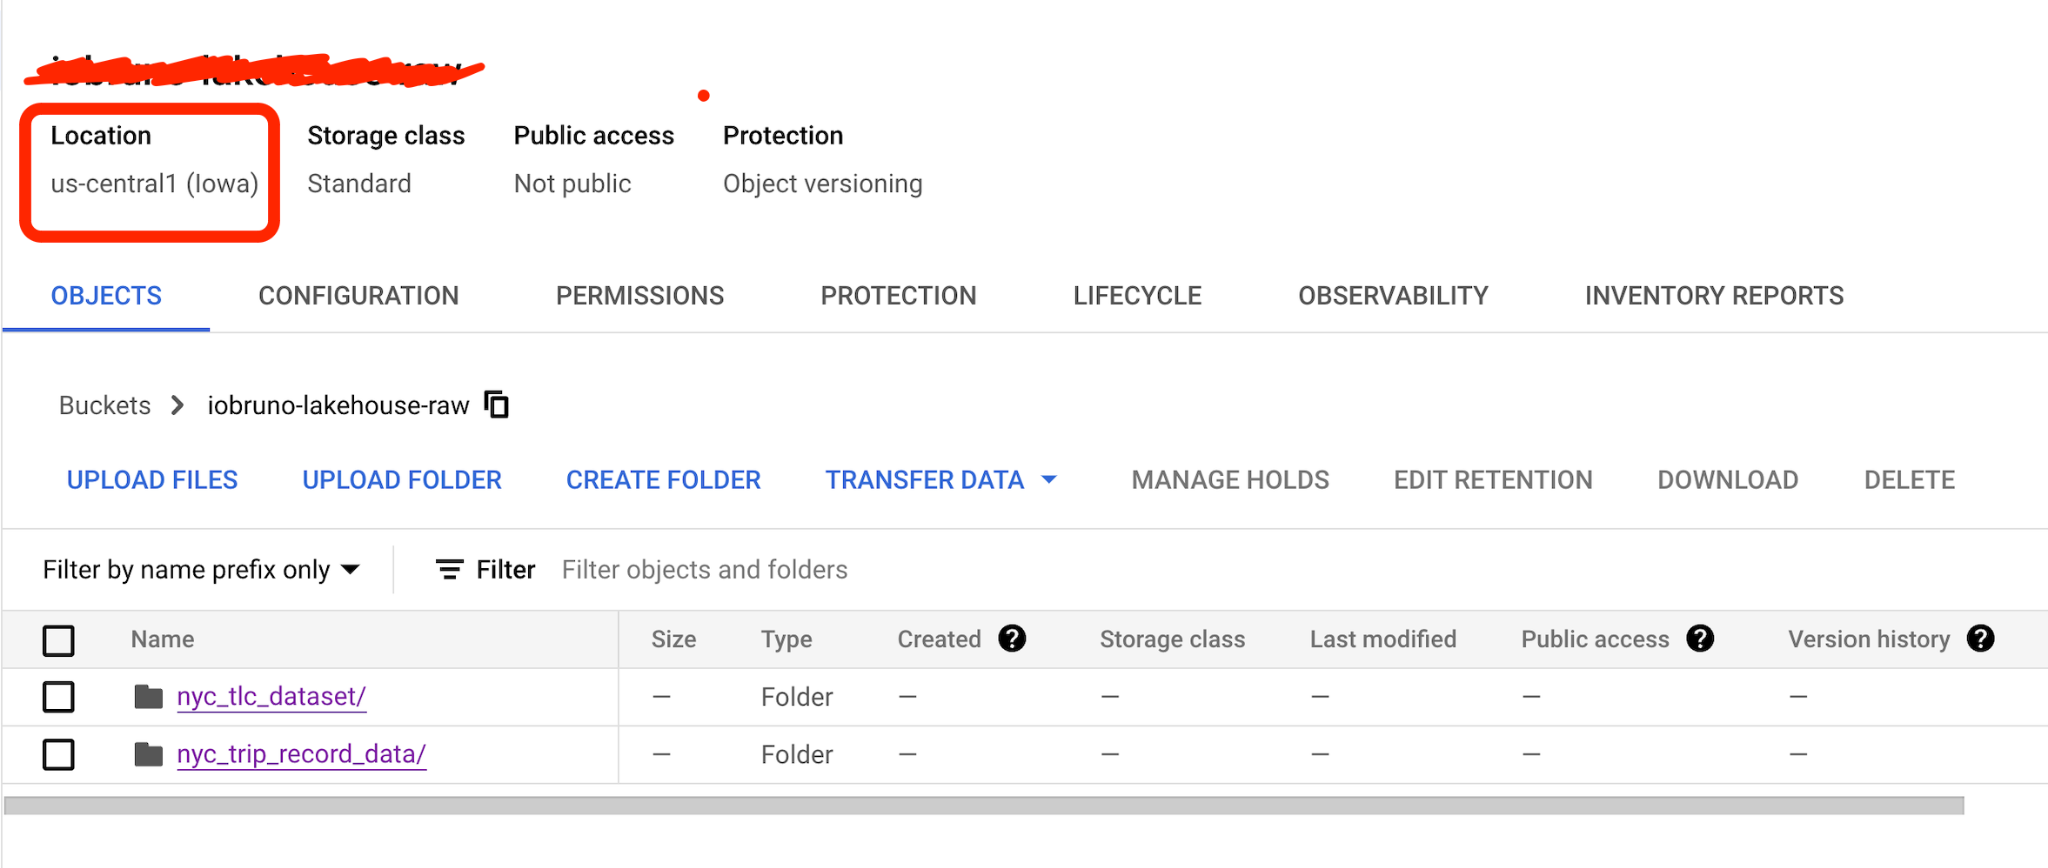 Location Storage class Public access Protection
us-central1 (Iowa) Standard Not public Object versioning
OBJECTS CONFIGURATION PERMISSIONS PROTECTION LIFECYCLE OBSERVABILITY INVENTORY REPORTS
Buckets iobruno-lakehouse-raw
UPLOAD FILES UPLOAD FOLDER CREATE FOLDER TRANSFER DATA MANAGE HOLDS EDIT RETENTION DOWNLOAD DELETE
Filter by name prefix only Filter Filter objects and folders
Name Size Type Created ? Storage class Last modified Public access ? Version history ?
nyc_tlc_dataset/ — Folder — — — — —
nyc_trip_record_data/ — Folder — — — — —